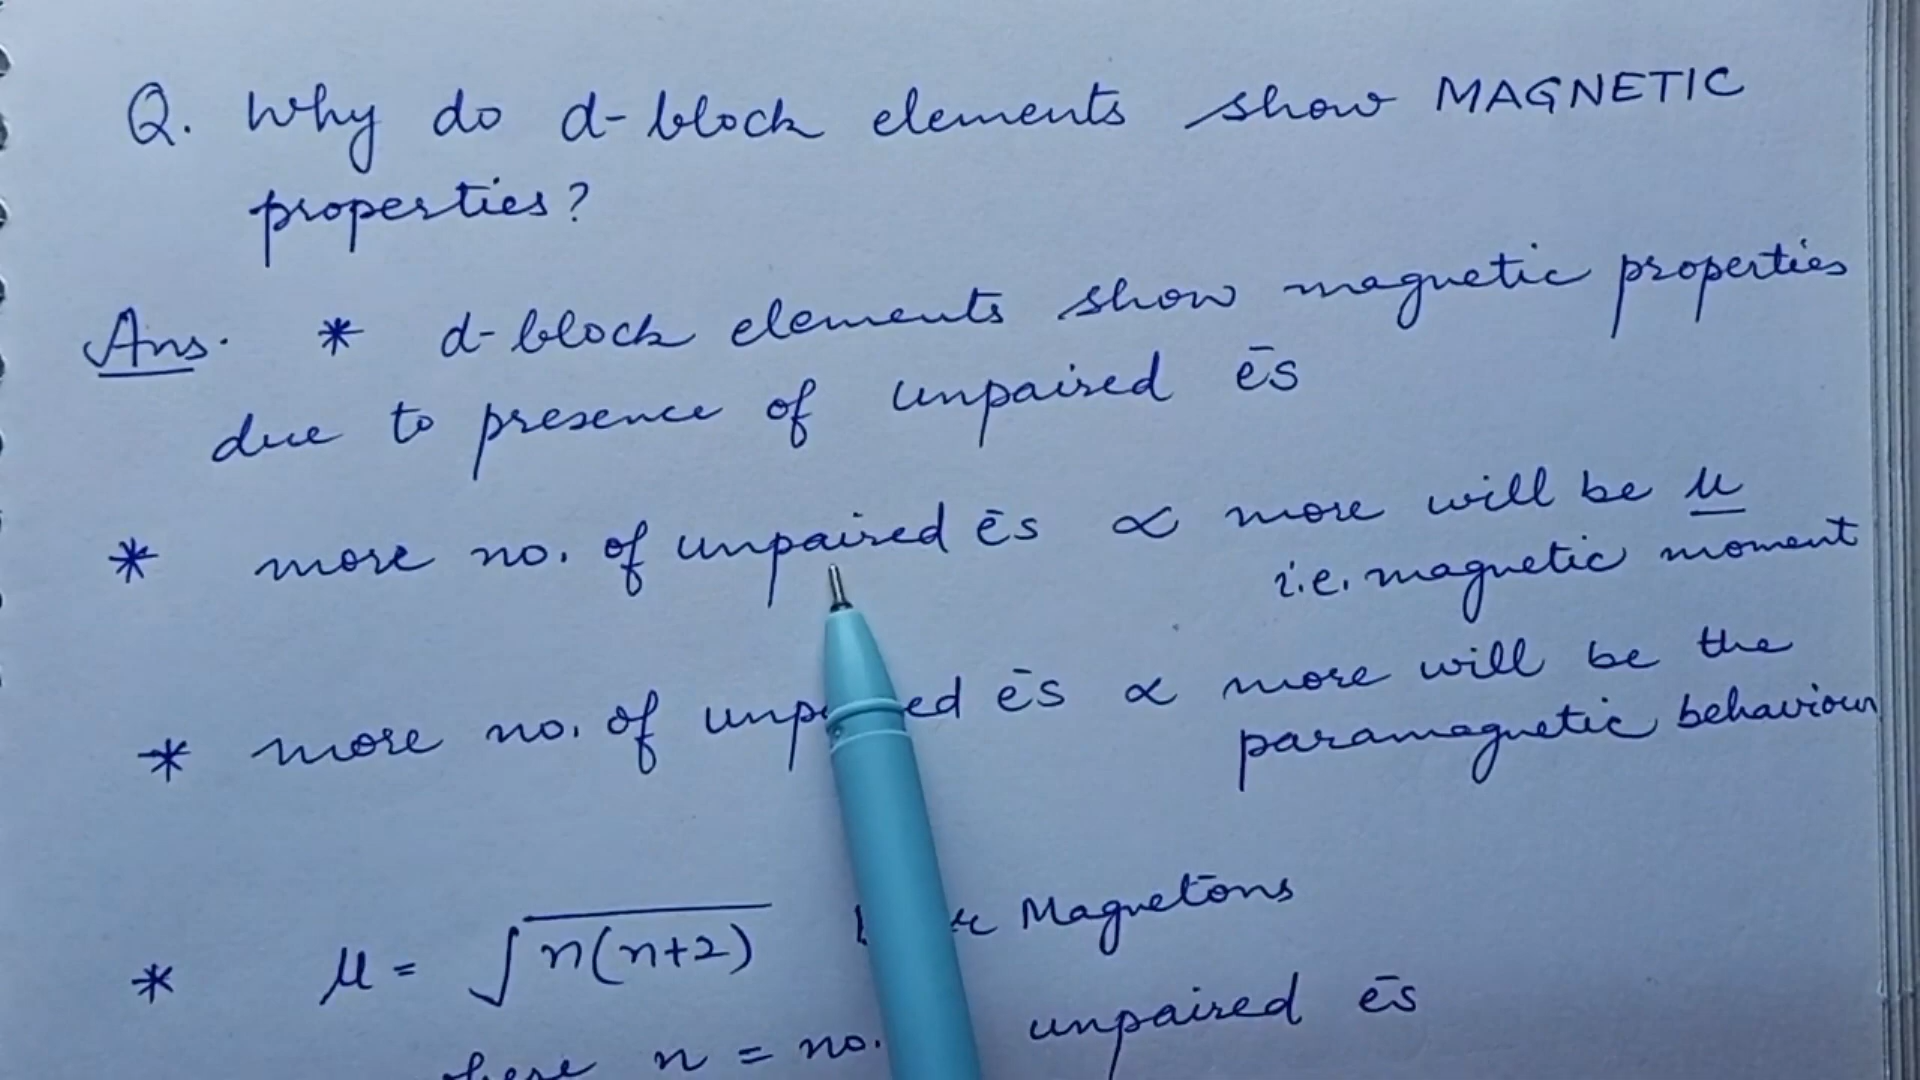 Q. Why do d-block elements show MAGNETIC
properties?
Ans. * d-block elements show magnetic properties
due to presence of unpaired ēs
* more no. of unpaired ēs ∝ more will be μ
i.e. magnetic moment
* more no. of ēs ∝ more will be the
paramagnetic behaviour
* μ = √n(n+2) Magnetons
n = no. unpaired ēs